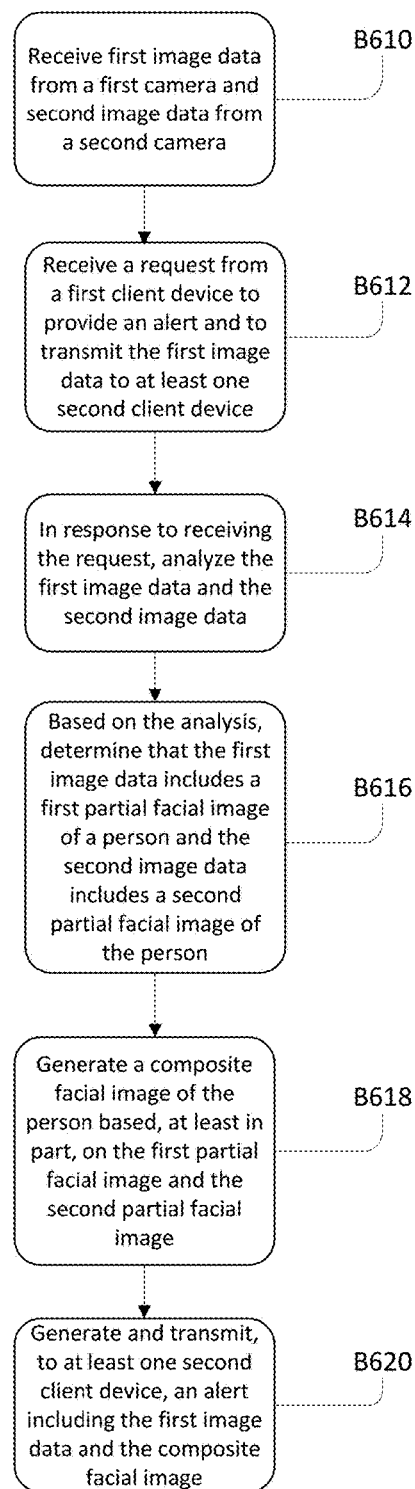 Receive first image data
from a first camera and
second image data from
a second camera
B610
Receive a request from
a first client device to
provide an alert and to
transmit the first image
data to at least one
second client device
B612
In response to receiving
the request, analyze the
first image data and the
second image data
B614
Based on the analysis,
determine that the first
image data includes a
first partial facial image
of a person and the
second image data
includes a second
partial facial image of
the person
B616
Generate a composite
facial image of the
person based, at least in
part, on the first partial
facial image and the
second partial facial
image
B618
Generate and transmit,
to at least one second
client device, an alert
including the first image
data and the composite
facial image
B620